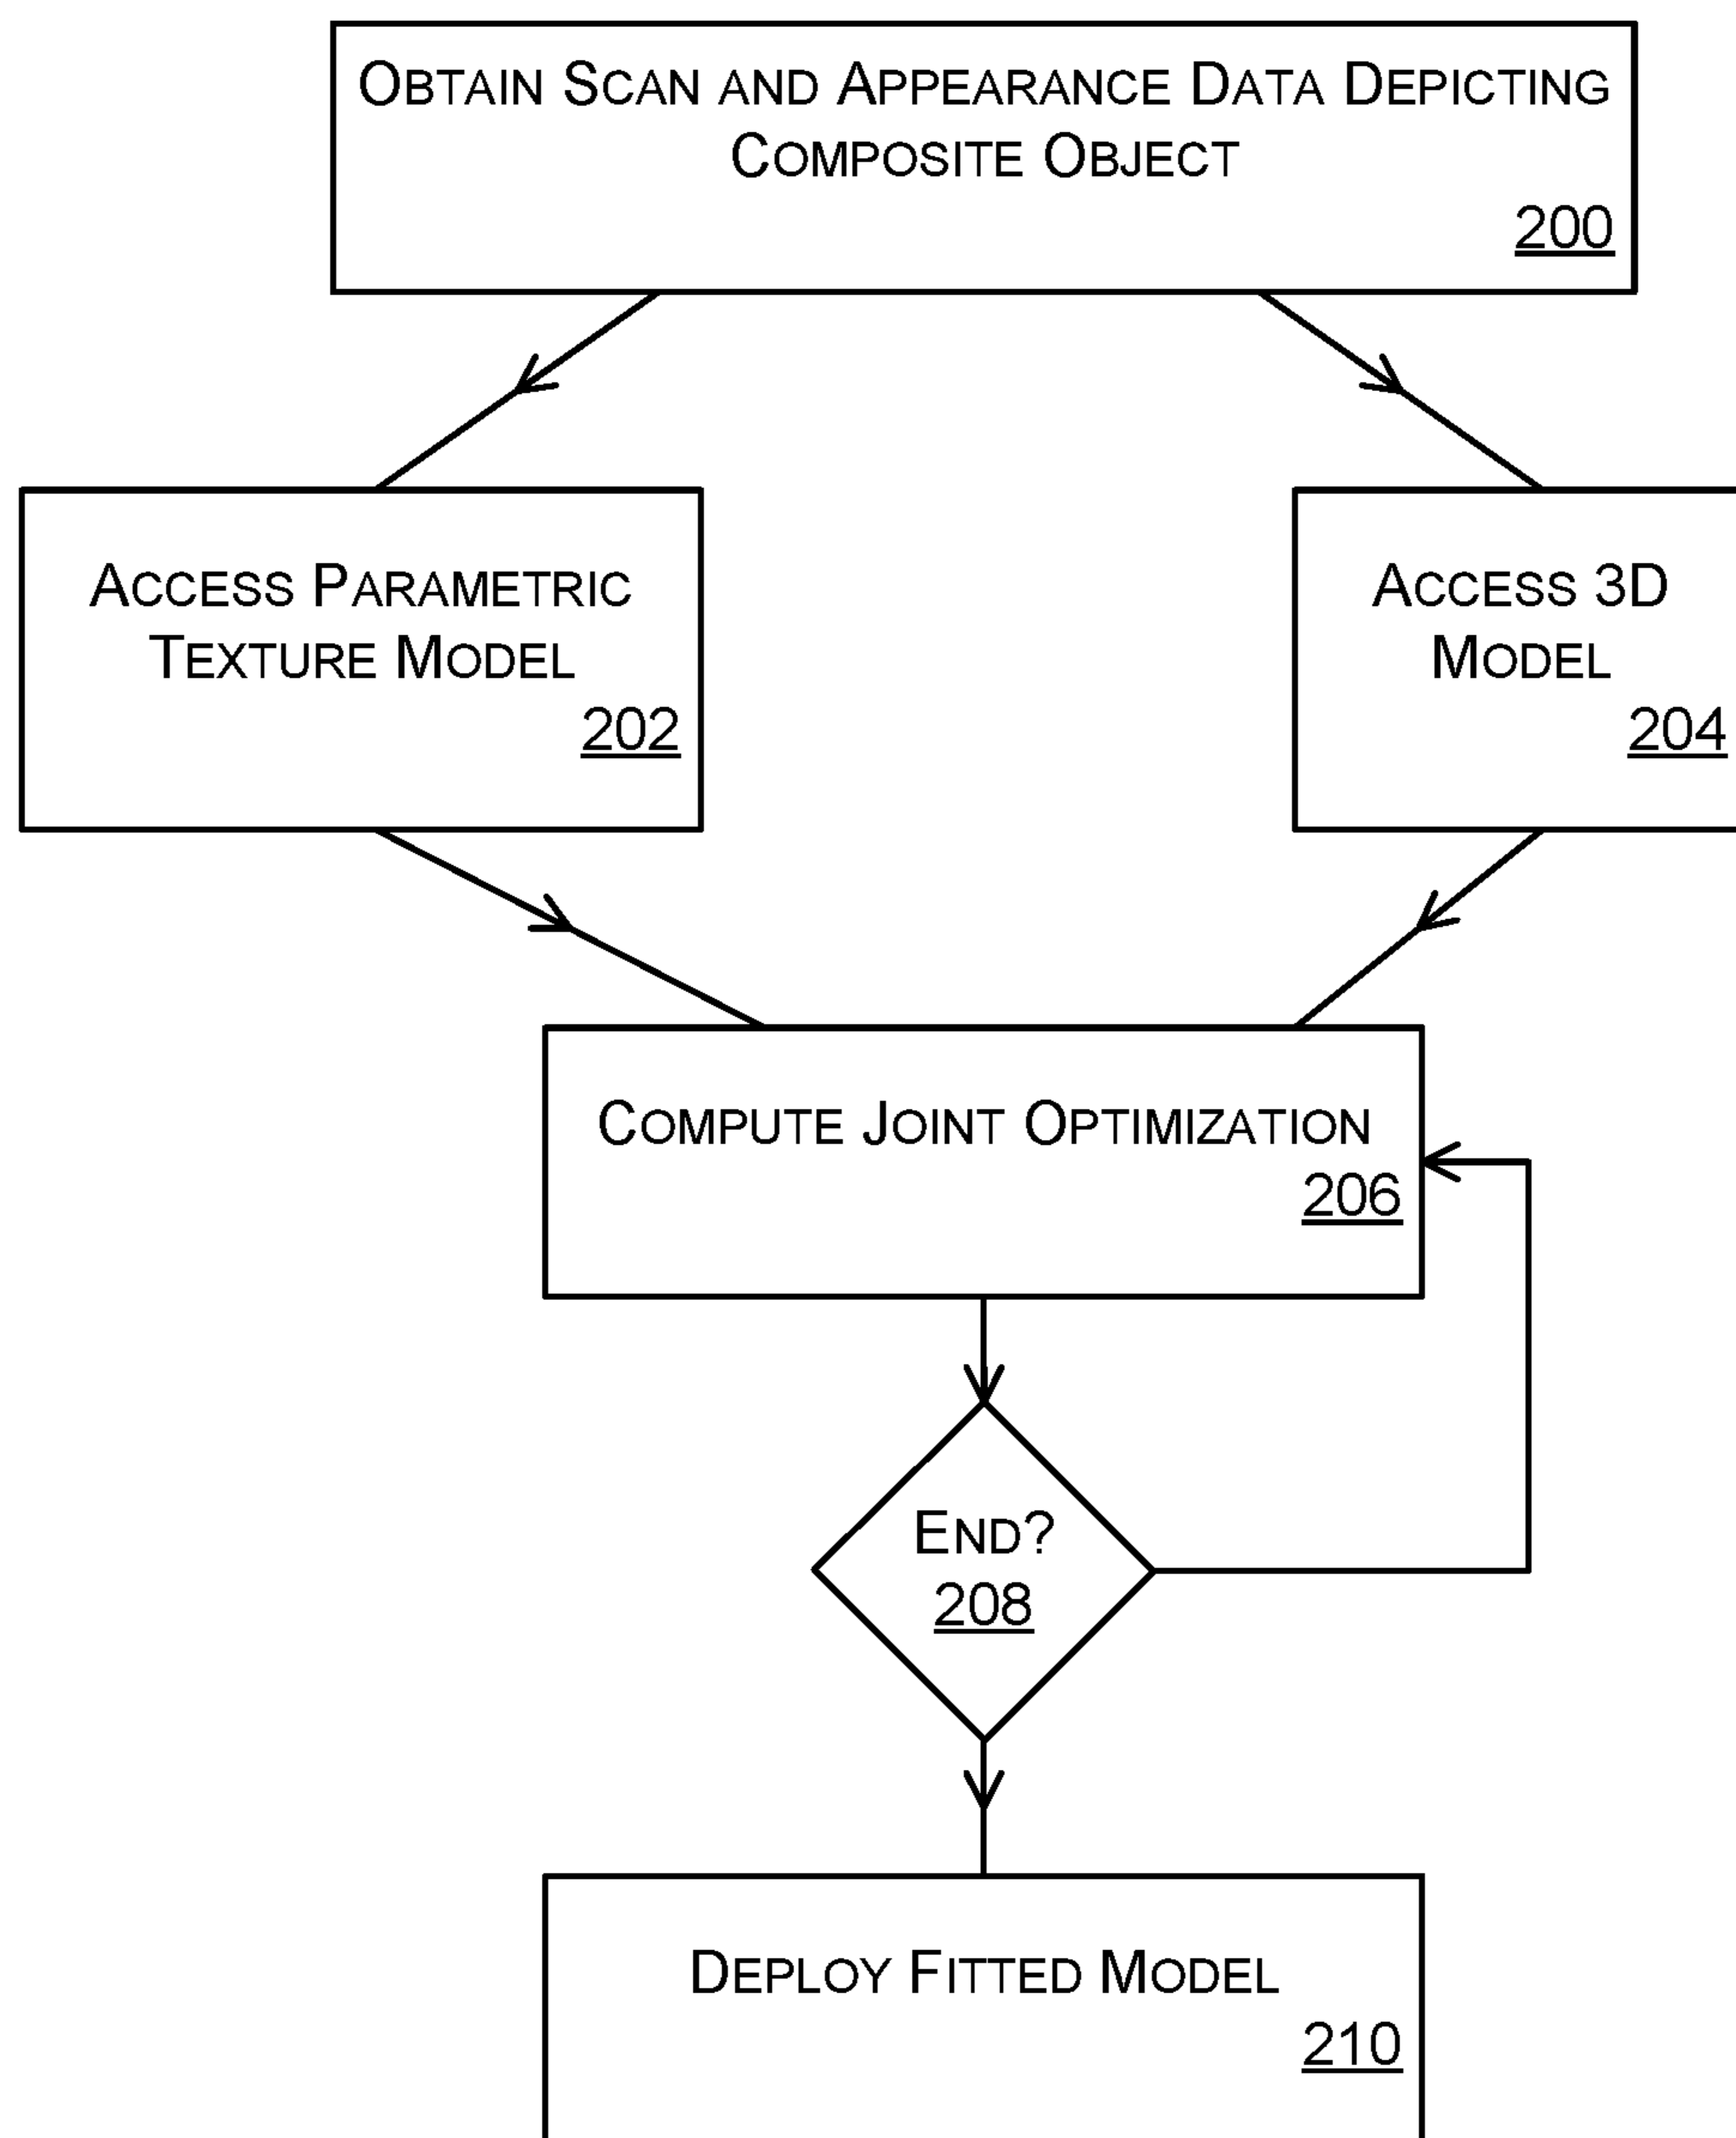 OBTAIN SCAN AND APPEARANCE DATA DEPICTING
COMPOSITE OBJECT
200
ACCESS PARAMETRIC
TEXTURE MODEL
202
ACCESS 3D
MODEL
204
COMPUTE JOINT OPTIMIZATION
206
END?
208
DEPLOY FITTED MODEL
210